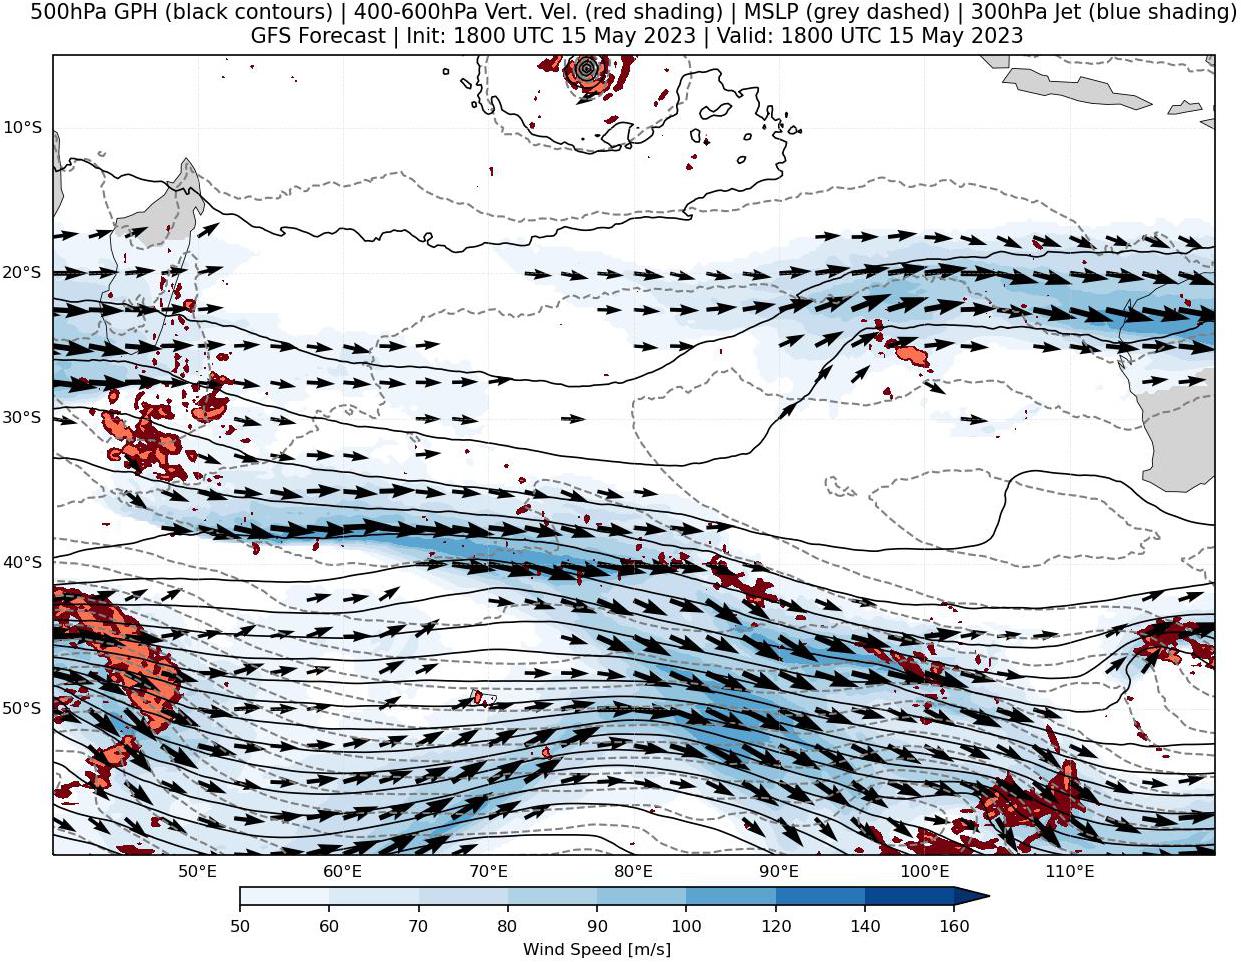 500hPa GPH (black contours) | 400-600hPa Vert. Vel. (red shading) | MSLP (grey dashed) | 300hPa Jet (blue shading)
GFS Forecast | Init: 1800 UTC 15 May 2023 | Valid: 1800 UTC 15 May 2023
10°S
20°S
30°S
40°S
50°S
50°E 60°E 70°E 80°E 90°E 100°E 110°E
50 60 70 80 90 100 120 140 160
Wind Speed [m/s]